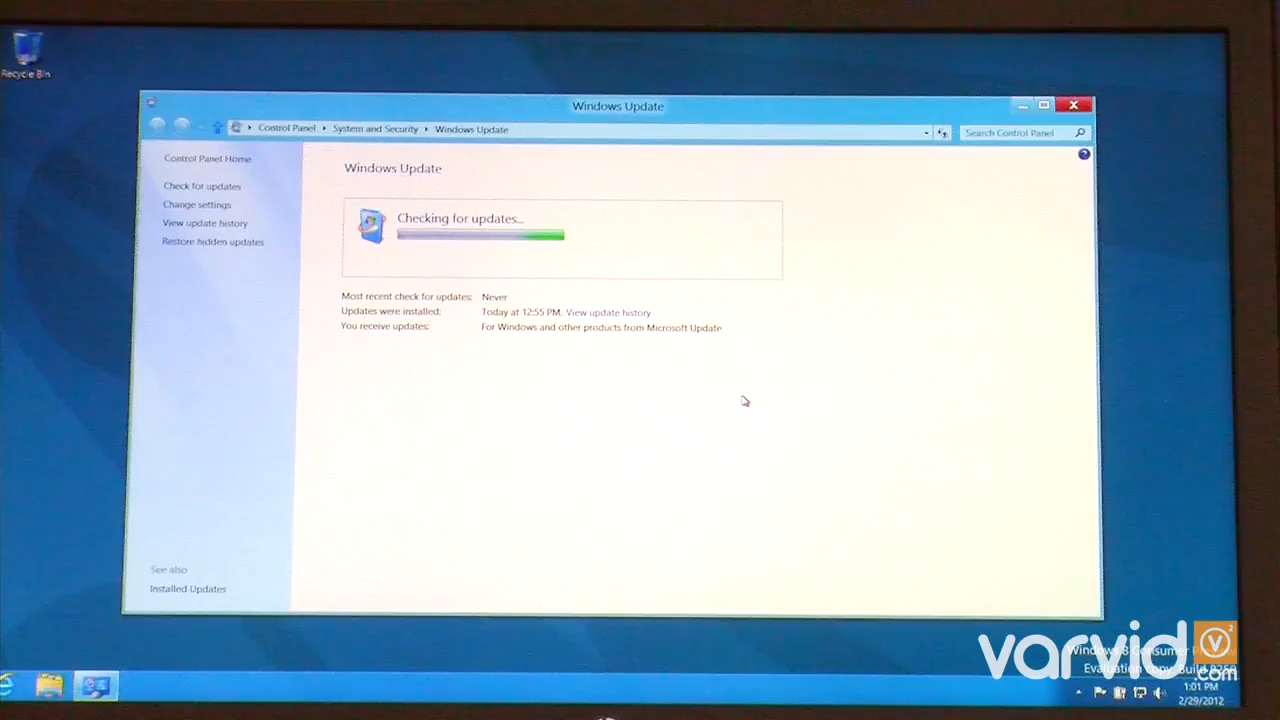 Recycle Bin
Windows Update
Control Panel System and Security Windows Update
Search Control Panel
Control Panel Home
Check for updates
Change settings
View update history
Restore hidden updates
See also
Installed Updates
Windows Update
Checking for updates...
Most recent check for updates: Never
Updates were installed: Today at 12:55 PM. View update history
You receive updates: For Windows and other products from Microsoft Update
Windows 8 Consumer
Evaluation copy. Build
varvid
.com
1:01 PM
2/29/2012